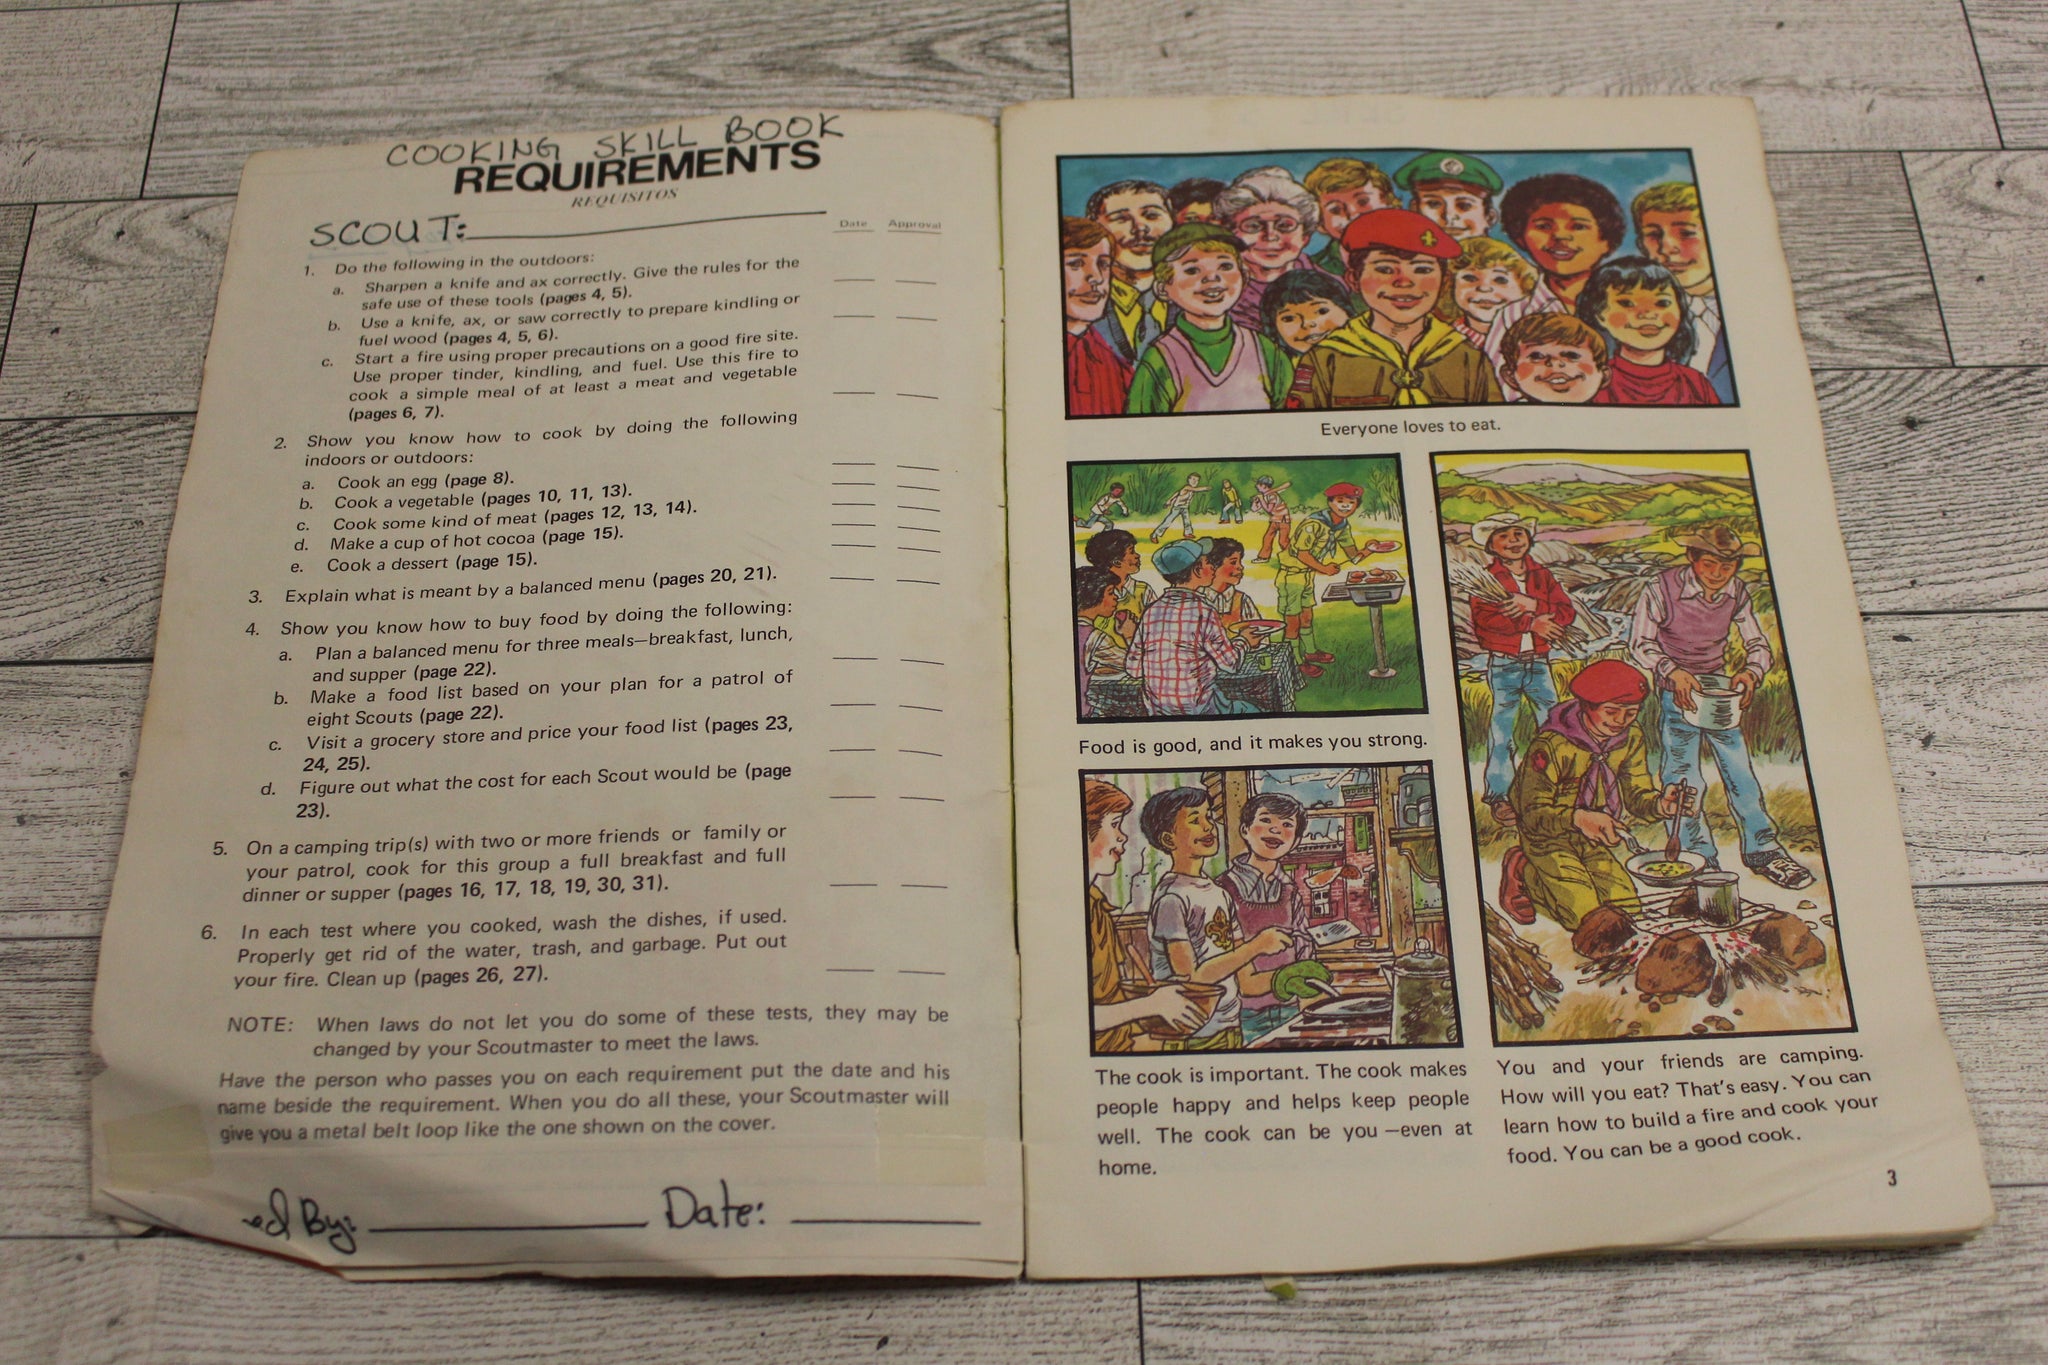 COOKING SKILL BOOK
REQUIREMENTS
REQUISITOS
SCOUT:
Date Approval
1. Do the following in the outdoors:
a. Sharpen a knife and ax correctly. Give the rules for the
safe use of these tools (pages 4, 5).
b. Use a knife, ax, or saw correctly to prepare kindling or
fuel wood (pages 4, 5, 6).
c. Start a fire using proper precautions on a good fire site.
Use proper tinder, kindling, and fuel. Use this fire to
cook a simple meal of at least a meat and vegetable
(pages 6, 7).
2. Show you know how to cook by doing the following
indoors or outdoors:
a. Cook an egg (page 8).
b. Cook a vegetable (pages 10, 11, 13).
c. Cook some kind of meat (pages 12, 13, 14).
d. Make a cup of hot cocoa (page 15).
e. Cook a dessert (page 15).
3. Explain what is meant by a balanced menu (pages 20, 21).
4. Show you know how to buy food by doing the following:
a. Plan a balanced menu for three meals—breakfast, lunch,
and supper (page 22).
b. Make a food list based on your plan for a patrol of
eight Scouts (page 22).
c. Visit a grocery store and price your food list (pages 23,
24, 25).
d. Figure out what the cost for each Scout would be (page
23).
5. On a camping trip(s) with two or more friends or family or
your patrol, cook for this group a full breakfast and full
dinner or supper (pages 16, 17, 18, 19, 30, 31).
6. In each test where you cooked, wash the dishes, if used.
Properly get rid of the water, trash, and garbage. Put out
your fire. Clean up (pages 26, 27).
NOTE: When laws do not let you do some of these tests, they may be
changed by your Scoutmaster to meet the laws.
Have the person who passes you on each requirement put the date and his
name beside the requirement. When you do all these, your Scoutmaster will
give you a metal belt loop like the one shown on the cover.
ed By: Date:
Everyone loves to eat.
Food is good, and it makes you strong.
The cook is important. The cook makes
people happy and helps keep people
well. The cook can be you—even at
home.
You and your friends are camping.
How will you eat? That's easy. You can
learn how to build a fire and cook your
food. You can be a good cook.
3